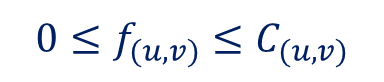 0 ≤ f(u,v) ≤ C(u,v)